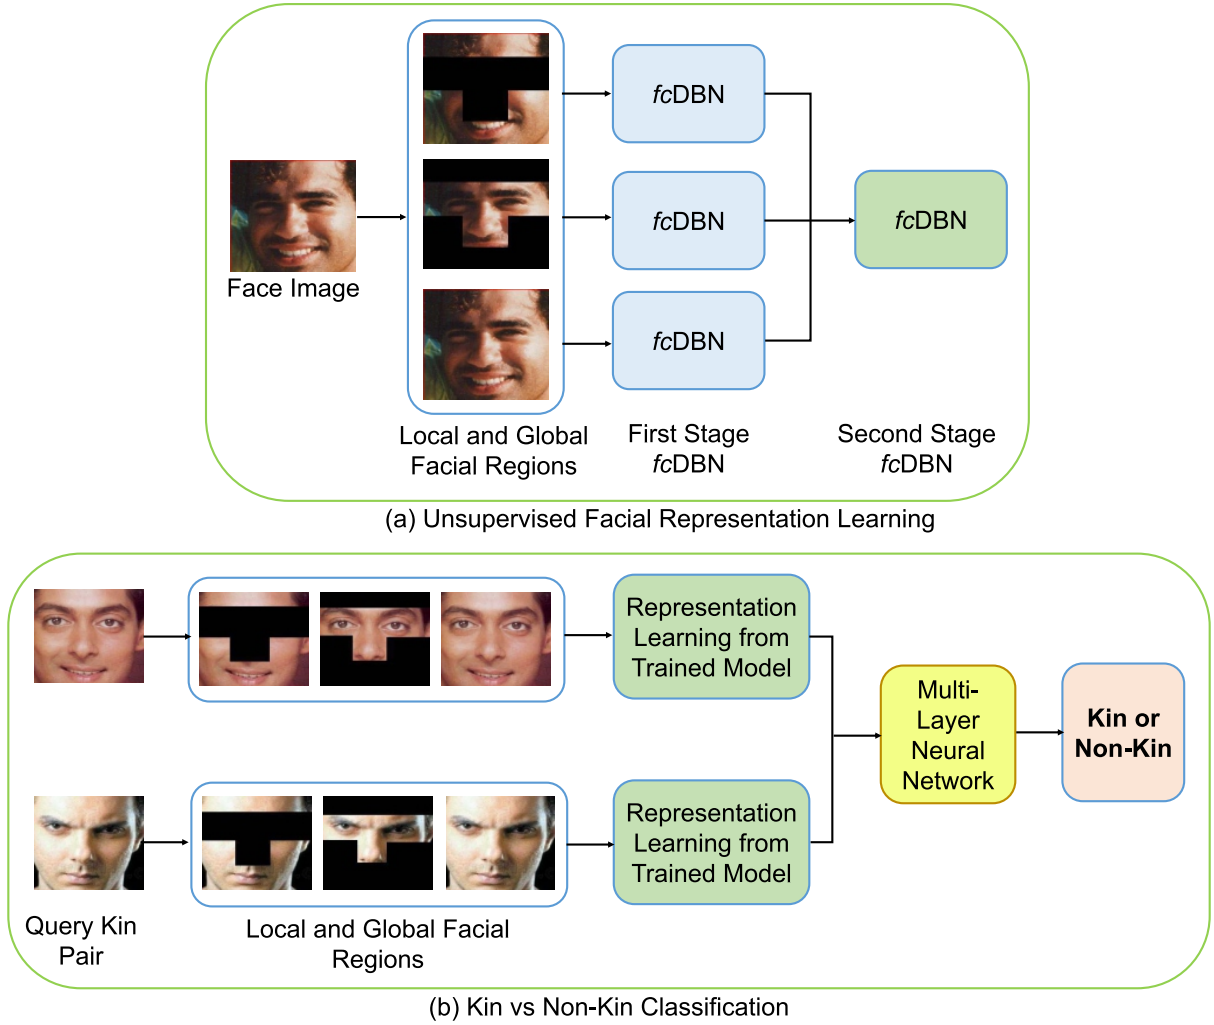 Face Image
fcDBN
fcDBN
fcDBN
fcDBN
Local and Global
Facial Regions
First Stage
fcDBN
Second Stage
fcDBN
(a) Unsupervised Facial Representation Learning
Representation
Learning from
Trained Model
Multi-
Layer
Neural
Network
Kin or
Non-Kin
Representation
Learning from
Trained Model
Query Kin
Pair
Local and Global Facial
Regions
(b) Kin vs Non-Kin Classification